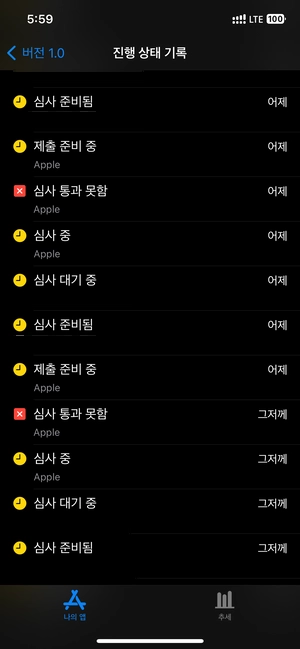 5:59
LTE 100
버전 1.0
진행 상태 기록
심사 준비됨 어제
제출 준비 중 어제
Apple
심사 통과 못함 어제
Apple
심사 중 어제
Apple
심사 대기 중 어제
심사 준비됨 어제
제출 준비 중 어제
Apple
심사 통과 못함 그저께
Apple
심사 중 그저께
Apple
심사 대기 중 그저께
심사 준비됨 그저께
나의 앱
추세